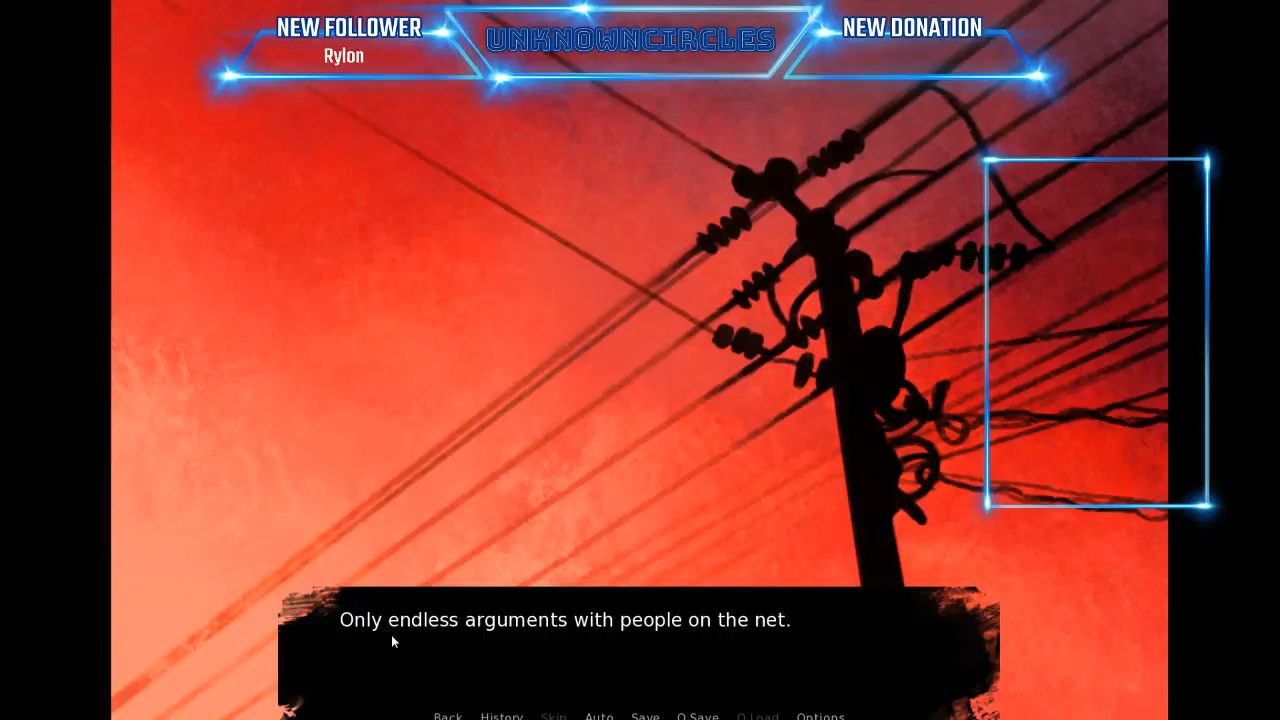 NEW FOLLOWER
Rylon
UNKNOWNCIRCLES
NEW DONATION
Only endless arguments with people on the net.
Back History Skip Auto Save Q.Save Q.Load Options